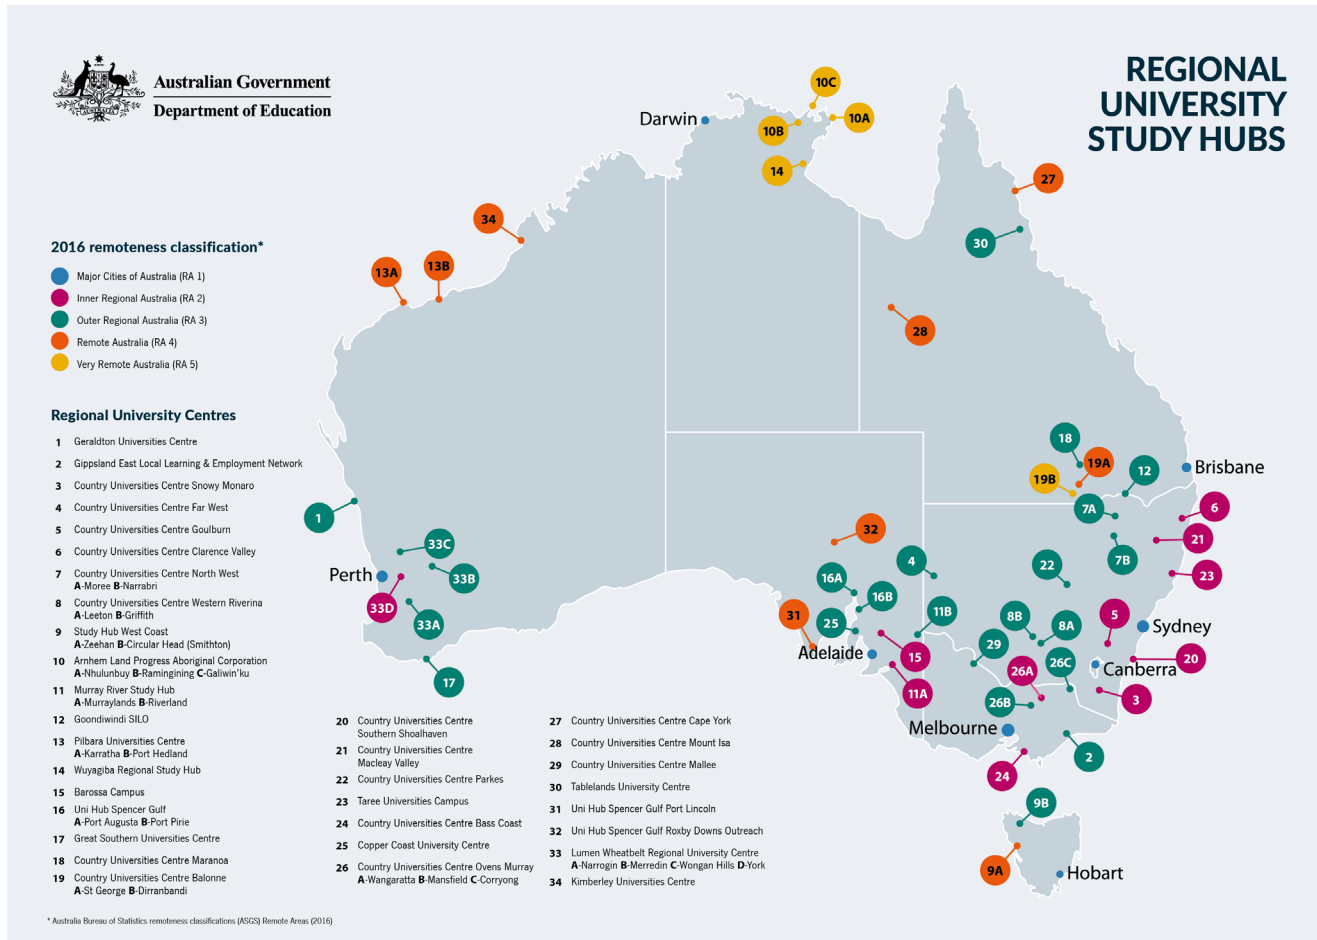 Australian Government
Department of Education
REGIONAL
UNIVERSITY
STUDY HUBS
2016 remoteness classification*
Major Cities of Australia (RA 1)
Inner Regional Australia (RA 2)
Outer Regional Australia (RA 3)
Remote Australia (RA 4)
Very Remote Australia (RA 5)
Regional University Centres
1 Geraldton Universities Centre
2 Gippsland East Local Learning & Employment Network
3 Country Universities Centre Snowy Monaro
4 Country Universities Centre Far West
5 Country Universities Centre Goulburn
6 Country Universities Centre Clarence Valley
7 Country Universities Centre North West
A-Moree B-Narrabri
8 Country Universities Centre Western Riverina
A-Leeton B-Griffith
9 Study Hub West Coast
A-Zeehan B-Circular Head (Smithton)
10 Arnhem Land Progress Aboriginal Corporation
A-Nhulunbuy B-Ramingining C-Galiwin'ku
11 Murray River Study Hub
A-Murraylands B-Riverland
12 Goondiwindi SILO
13 Pilbara Universities Centre
A-Karratha B-Port Hedland
14 Wuyagiba Regional Study Hub
15 Barossa Campus
16 Uni Hub Spencer Gulf
A-Port Augusta B-Port Pirie
17 Great Southern Universities Centre
18 Country Universities Centre Maranoa
19 Country Universities Centre Balonne
A-St George B-Dirranbandi
20 Country Universities Centre
Southern Shoalhaven
21 Country Universities Centre
Macleay Valley
22 Country Universities Centre Parkes
23 Taree Universities Campus
24 Country Universities Centre Bass Coast
25 Copper Coast University Centre
26 Country Universities Centre Ovens Murray
A-Wangaratta B-Mansfield C-Corryong
27 Country Universities Centre Cape York
28 Country Universities Centre Mount Isa
29 Country Universities Centre Mallee
30 Tablelands University Centre
31 Uni Hub Spencer Gulf Port Lincoln
32 Uni Hub Spencer Gulf Roxby Downs Outreach
33 Lumen Wheatbelt Regional University Centre
A-Narrogin B-Merredin C-Wongan Hills D-York
34 Kimberley Universities Centre
10C
Darwin
10B
10A
14
27
34
30
13A
13B
28
18
19A
19B
12
Brisbane
7A
6
1
32
21
33C
4
7B
Perth
33B
16A
22
23
33D
16B
33A
31
25
11B
8B
8A
5
Sydney
29
Adelaide
15
26A
26C
20
Canberra
17
11A
26B
3
Melbourne
2
24
9B
9A
Hobart
* Australia Bureau of Statistics remoteness classifications (ASGS) Remote Areas (2016)